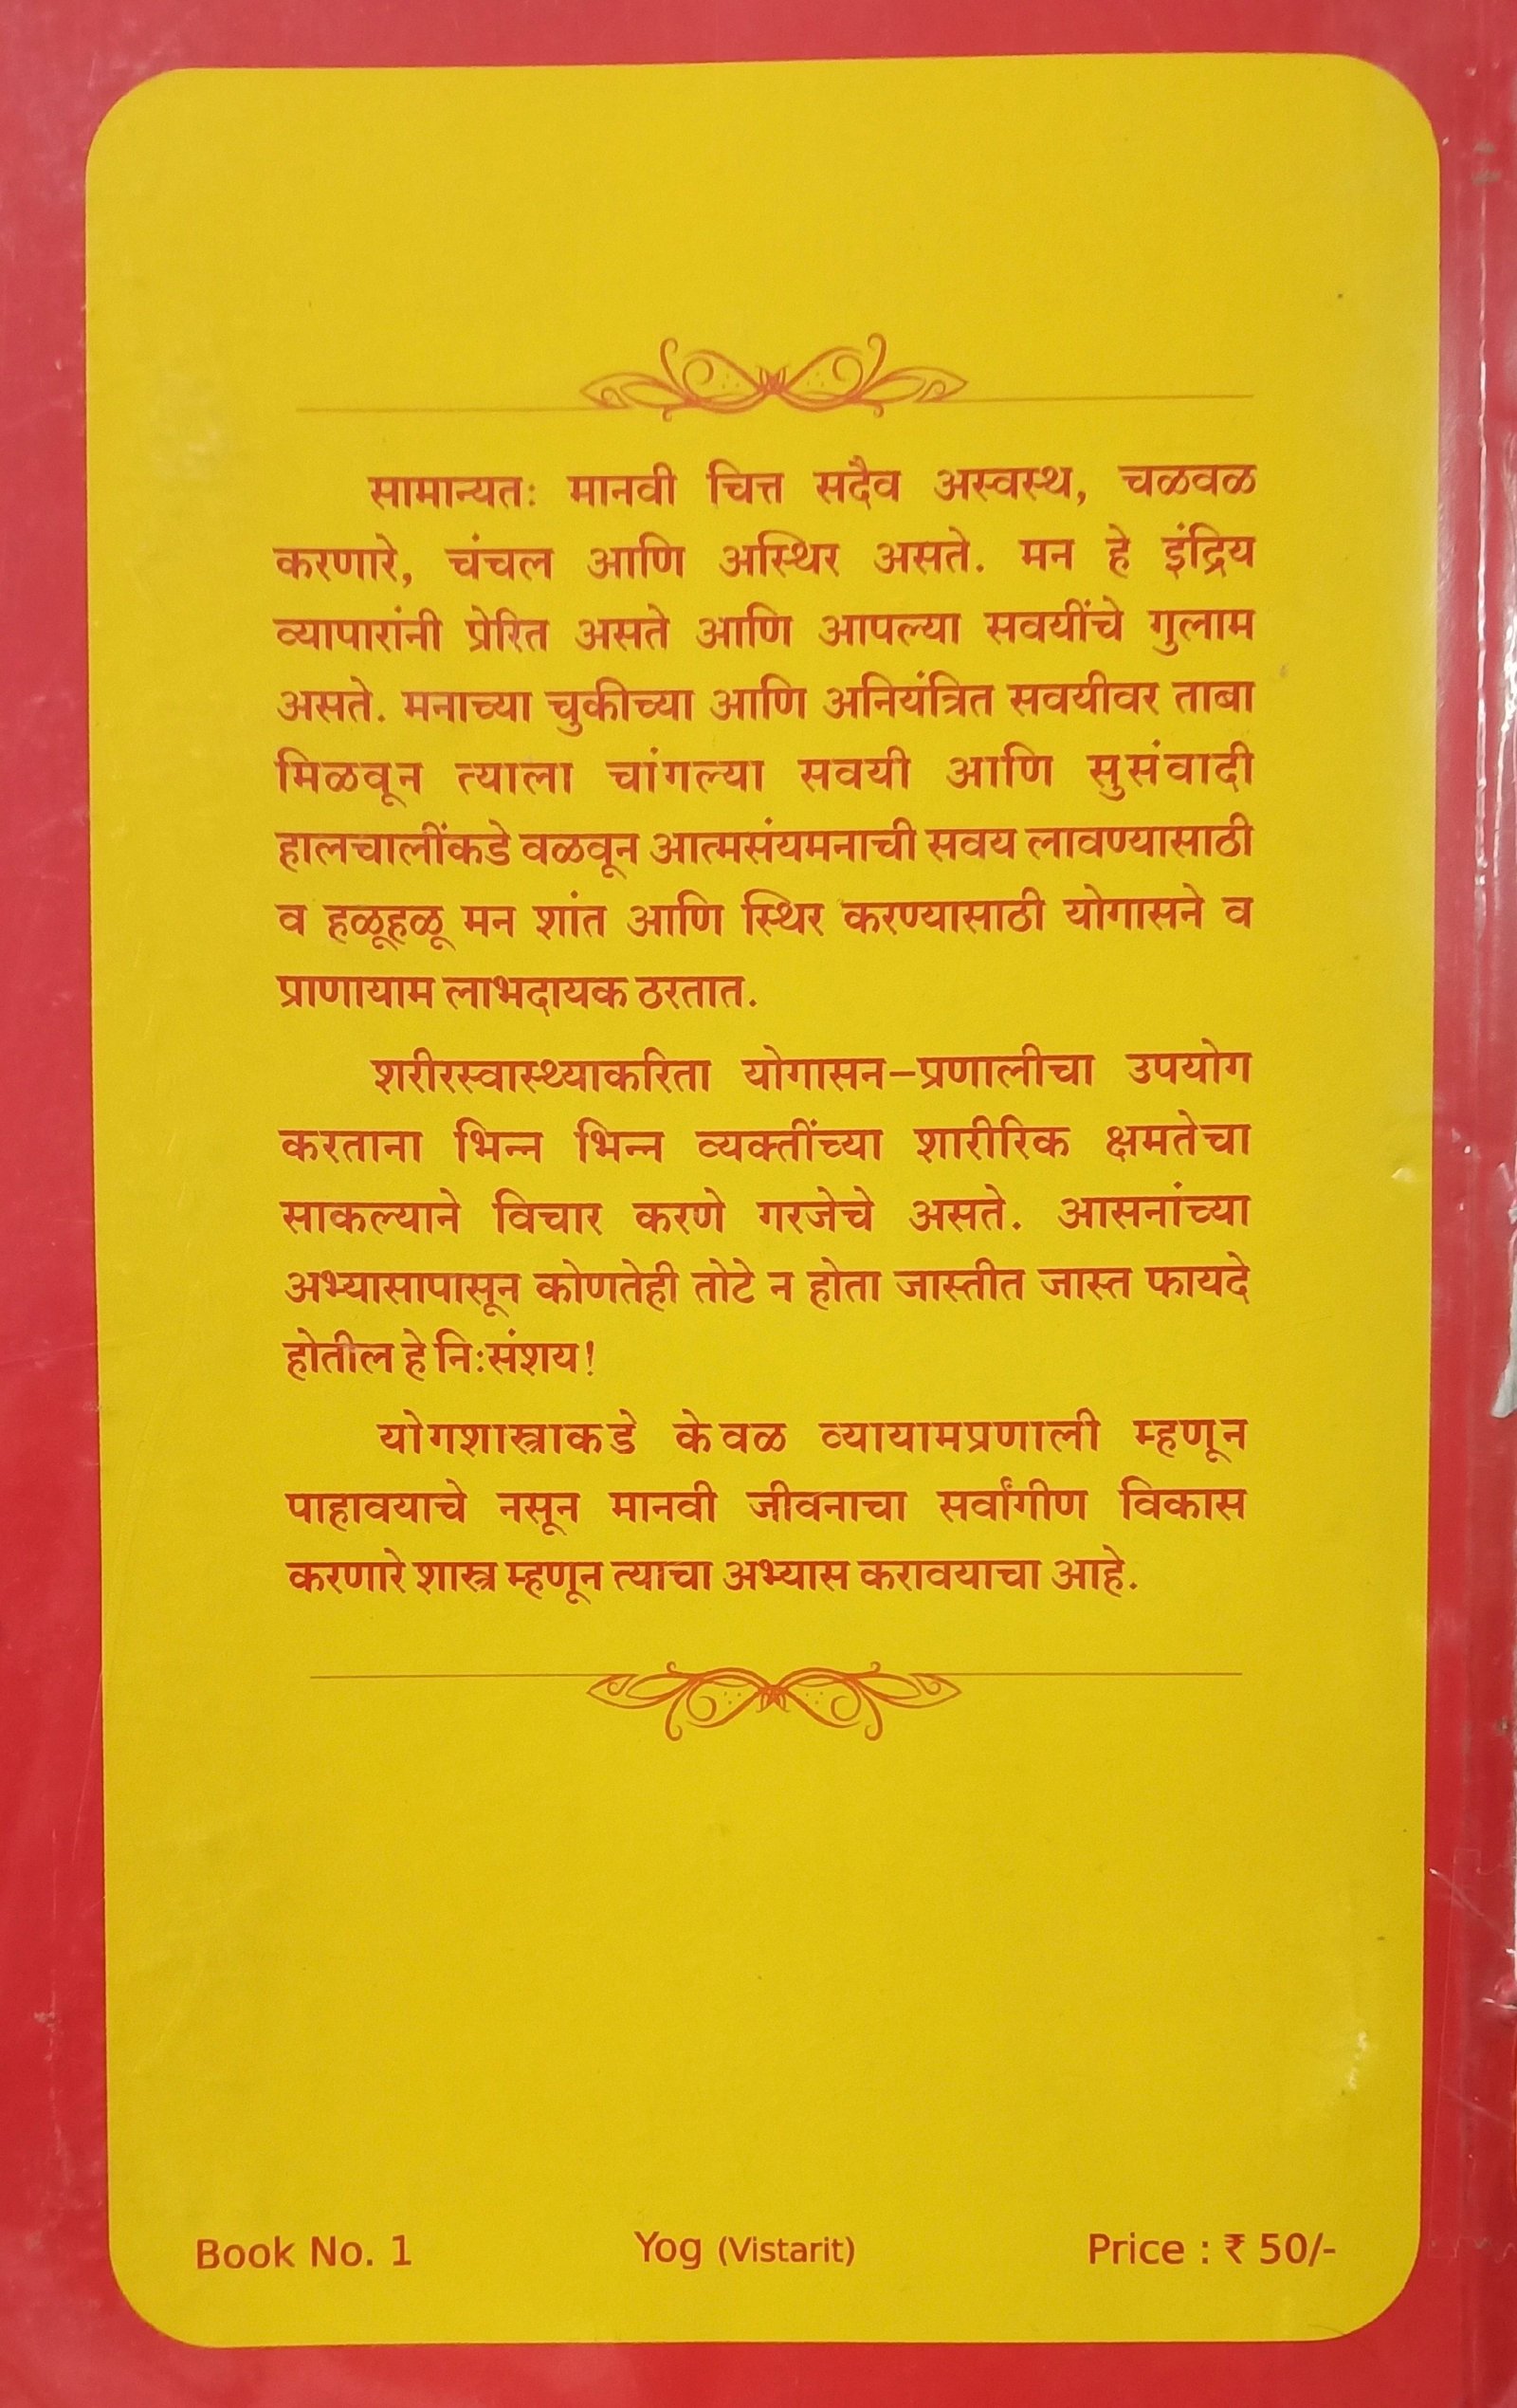 सामान्यतः मानवी चित्त सदैव अस्वस्थ, चळवळ
करणारे, चंचल आणि अस्थिर असते. मन हे इंद्रिय
व्यापारांनी प्रेरित असते आणि आपल्या सवयींचे गुलाम
असते. मनाच्या चुकीच्या आणि अनियंत्रित सवयीवर ताबा
मिळवून त्याला चांगल्या सवयी आणि सुसंवादी
हालचालींकडे वळवून आत्मसंयमनाची सवय लावण्यासाठी
व हळूहळू मन शांत आणि स्थिर करण्यासाठी योगासने व
प्राणायाम लाभदायक ठरतात.
शरीरस्वास्थ्याकरिता योगासन-प्रणालीचा उपयोग
करताना भिन्न भिन्न व्यक्तींच्या शारीरिक क्षमतेचा
साकल्याने विचार करणे गरजेचे असते. आसनांच्या
अभ्यासापासून कोणतेही तोटे न होता जास्तीत जास्त फायदे
होतील हे निःसंशय!
योगशास्त्राकडे केवळ व्यायामप्रणाली म्हणून
पाहावयाचे नसून मानवी जीवनाचा सर्वांगीण विकास
करणारे शास्त्र म्हणून त्याचा अभ्यास करावयाचा आहे.
Book No. 1 Yog (Vistarit) Price : ₹ 50/-